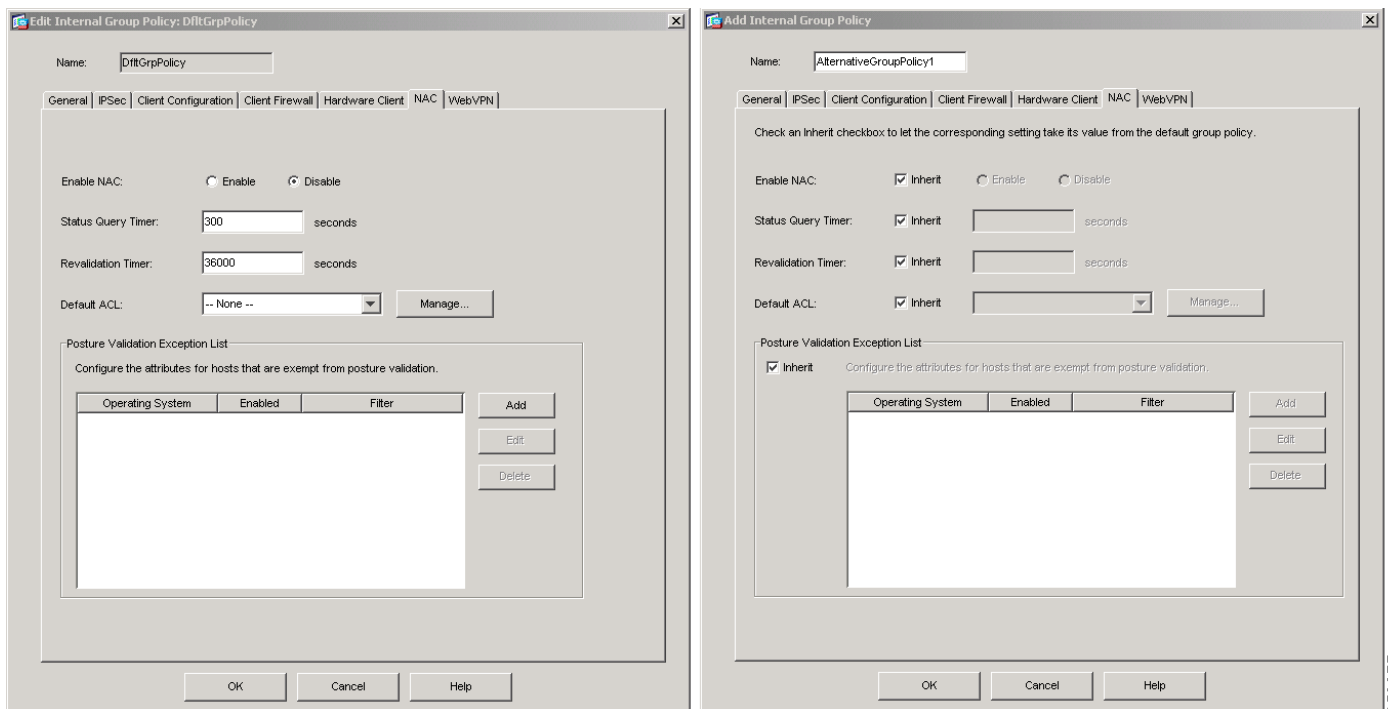 Edit Internal Group Policy: DfltGrpPolicy
Name: DfltGrpPolicy
General IPSec Client Configuration Client Firewall Hardware Client NAC WebVPN
Enable NAC: Enable Disable
Status Query Timer: 300 seconds
Revalidation Timer: 36000 seconds
Default ACL: -- None -- Manage...
Posture Validation Exception List
Configure the attributes for hosts that are exempt from posture validation.
Operating System Enabled Filter
Add
Edit
Delete
OK Cancel Help
Add Internal Group Policy
Name: AlternativeGroupPolicy1
General IPSec Client Configuration Client Firewall Hardware Client NAC WebVPN
Check an Inherit checkbox to let the corresponding setting take its value from the default group policy.
Enable NAC: Inherit Enable Disable
Status Query Timer: Inherit seconds
Revalidation Timer: Inherit seconds
Default ACL: Inherit Manage...
Posture Validation Exception List
Inherit Configure the attributes for hosts that are exempt from posture validation.
Operating System Enabled Filter
Add
Edit
Delete
OK Cancel Help